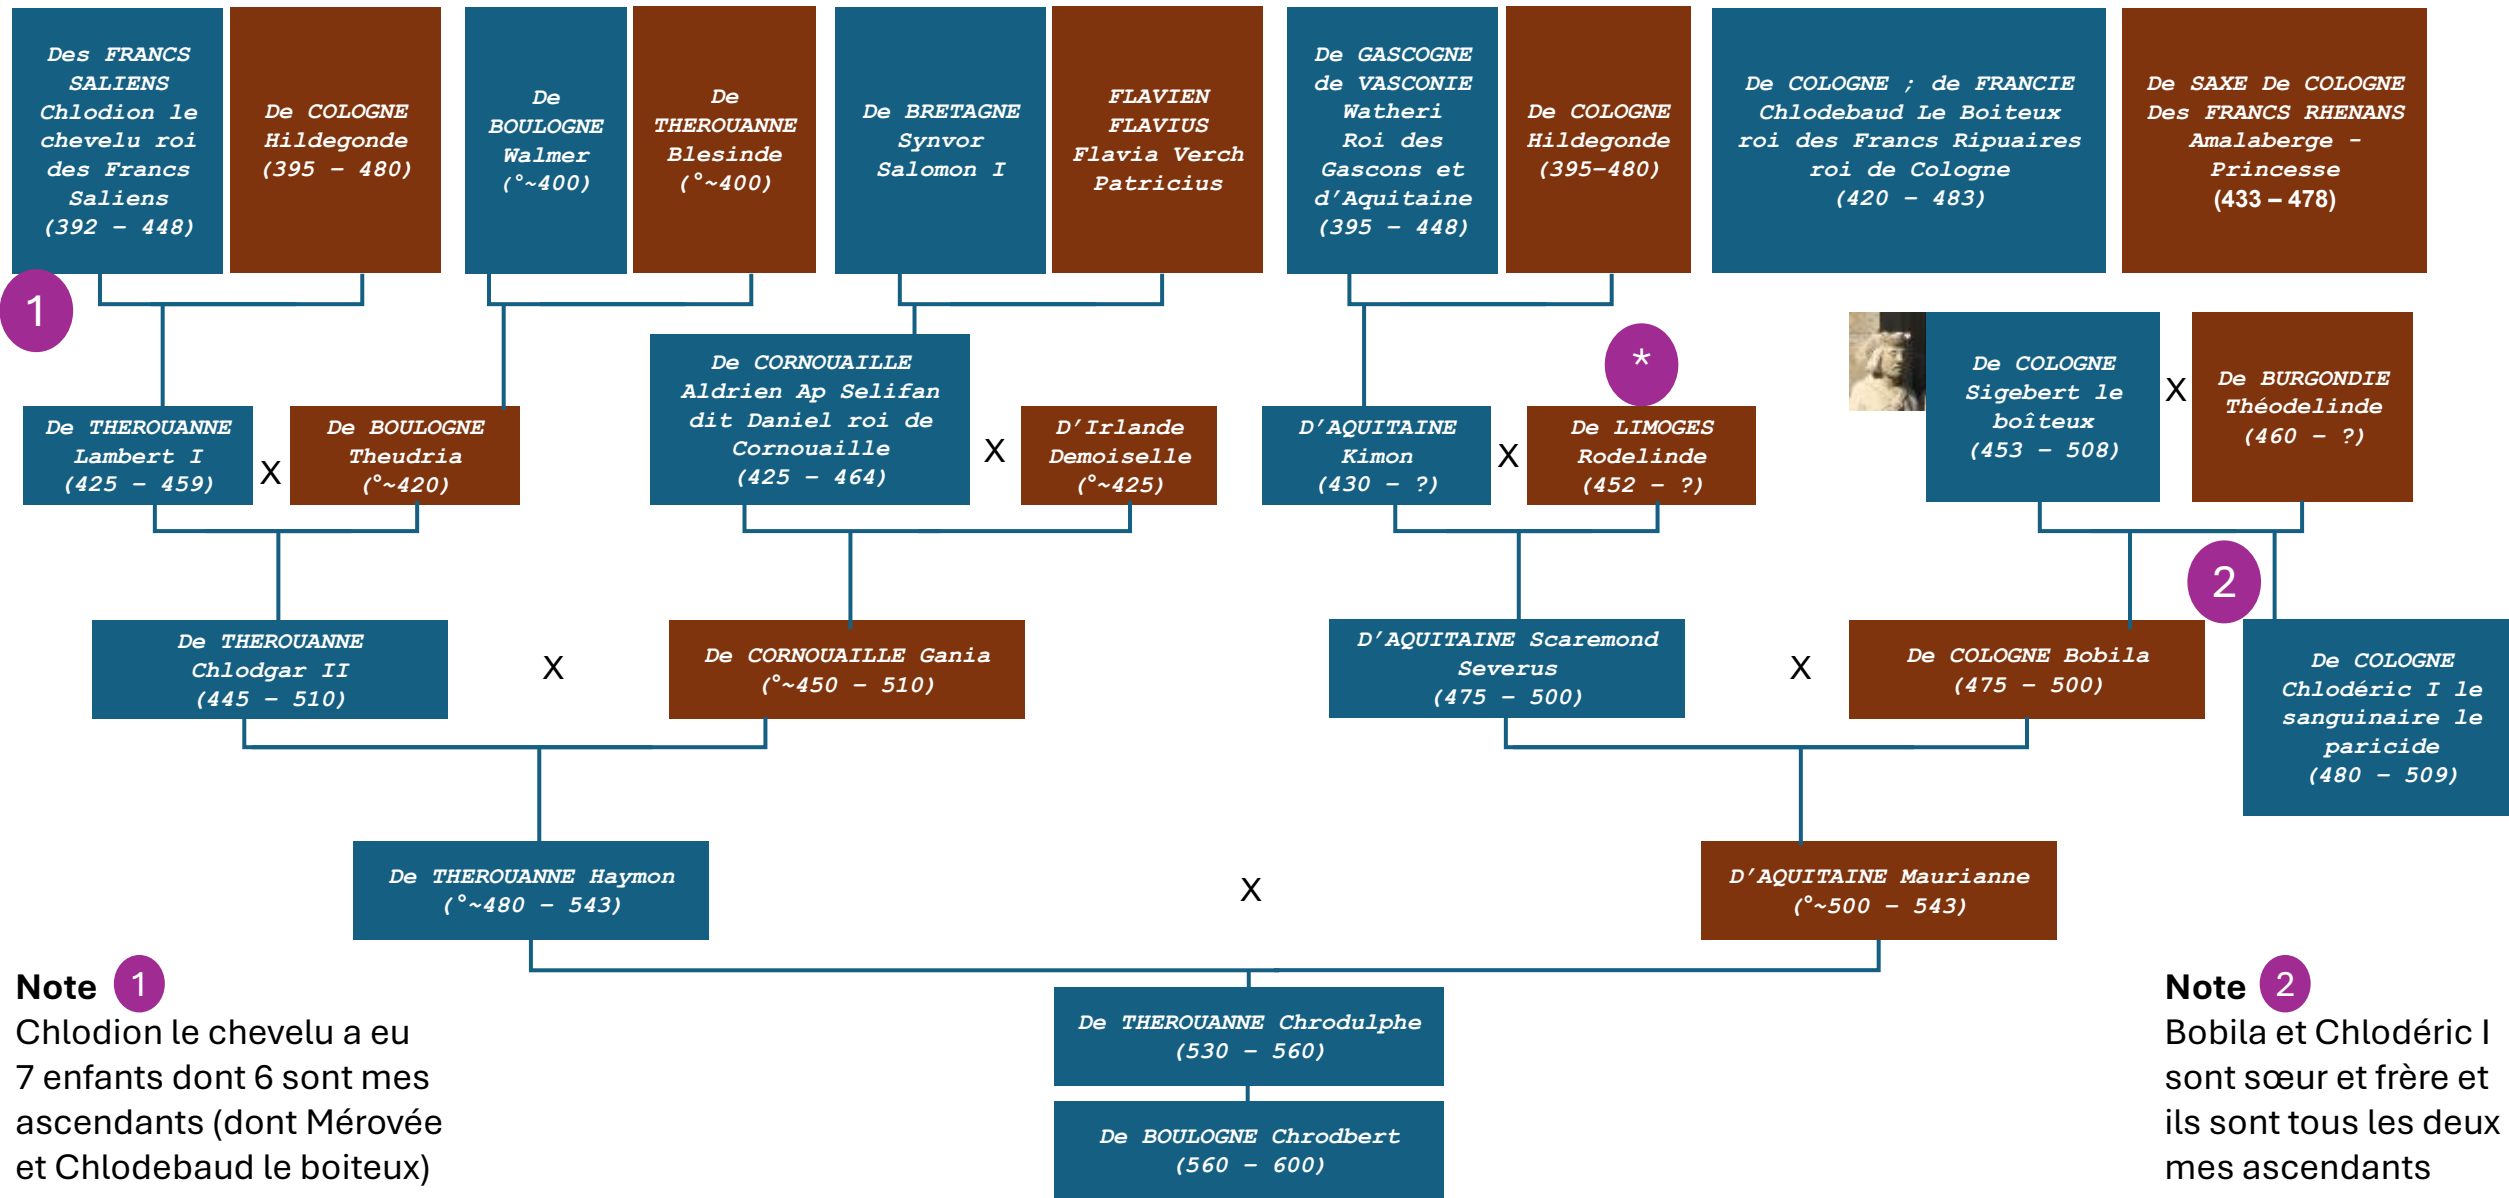 Des FRANCS
SALIENS
Chlodion le
chevelu roi
des Francs
Saliens
(392 – 448)
De COLOGNE
Hildegonde
(395 – 480)
De
BOULOGNE
Walmer
(°~400)
De
THEROUANNE
Blesinde
(°~400)
De BRETAGNE
Synvor
Salomon I
FLAVIEN
FLAVIUS
Flavia Verch
Patricius
De GASCOGNE
de VASCONIE
Watheri
Roi des
Gascons et
d'Aquitaine
(395 – 448)
De COLOGNE
Hildegonde
(395–480)
De COLOGNE ; de FRANCIE
Chlodebaud Le Boiteux
roi des Francs Ripuaires
roi de Cologne
(420 – 483)
De SAXE De COLOGNE
Des FRANCS RHENANS
Amalaberge –
Princesse
(433 – 478)
1
De THEROUANNE
Lambert I
(425 – 459)
X
De BOULOGNE
Theudria
(°~420)
De CORNOUAILLE
Aldrien Ap Selifan
dit Daniel roi de
Cornouaille
(425 – 464)
X
D'Irlande
Demoiselle
(°~425)
D'AQUITAINE
Kimon
(430 – ?)
X
*
De LIMOGES
Rodelinde
(452 – ?)
De COLOGNE
Sigebert le
boîteux
(453 – 508)
X
De BURGONDIE
Théodelinde
(460 – ?)
2
De THEROUANNE
Chlodgar II
(445 – 510)
X
De CORNOUAILLE Gania
(°~450 – 510)
D'AQUITAINE Scaremond
Severus
(475 – 500)
X
De COLOGNE Bobila
(475 – 500)
De COLOGNE
Chlodéric I le
sanguinaire le
paricide
(480 – 509)
De THEROUANNE Haymon
(°~480 – 543)
X
D'AQUITAINE Maurianne
(°~500 – 543)
De THEROUANNE Chrodulphe
(530 – 560)
De BOULOGNE Chrodbert
(560 – 600)
Note 1
Chlodion le chevelu a eu
7 enfants dont 6 sont mes
ascendants (dont Mérovée
et Chlodebaud le boiteux)
Note 2
Bobila et Chlodéric I
sont sœur et frère et
ils sont tous les deux
mes ascendants